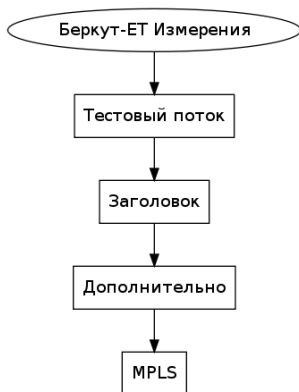 Беркут-ЕТ Измерения
Тестовый поток
Заголовок
Дополнительно
MPLS